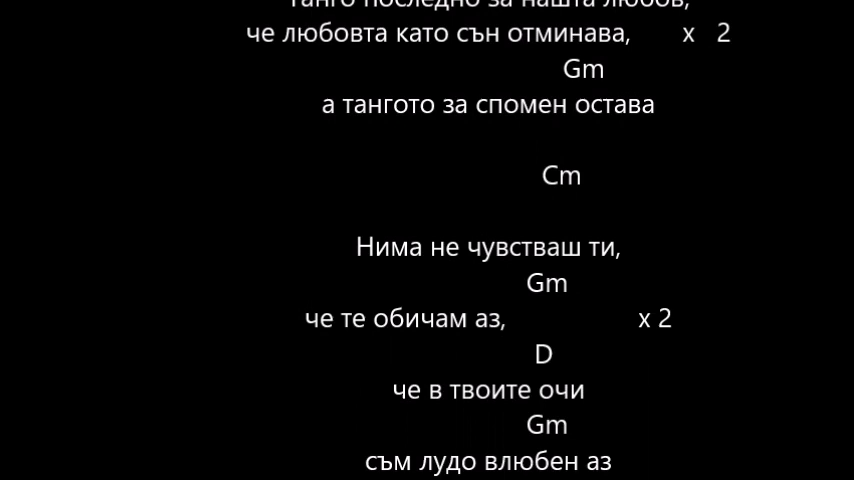 танго последно за нашта любов,
че любовта като сън отминава, x 2
Gm
а тангото за спомен остава
Cm
Нима не чувстваш ти,
Gm
че те обичам аз, x 2
D
че в твоите очи
Gm
съм лудо влюбен аз